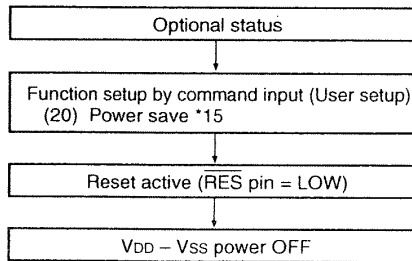 Optional status
Function setup by command input (User setup)
(20) Power save *15
Reset active (RES pin = LOW)
VDD – VSS power OFF